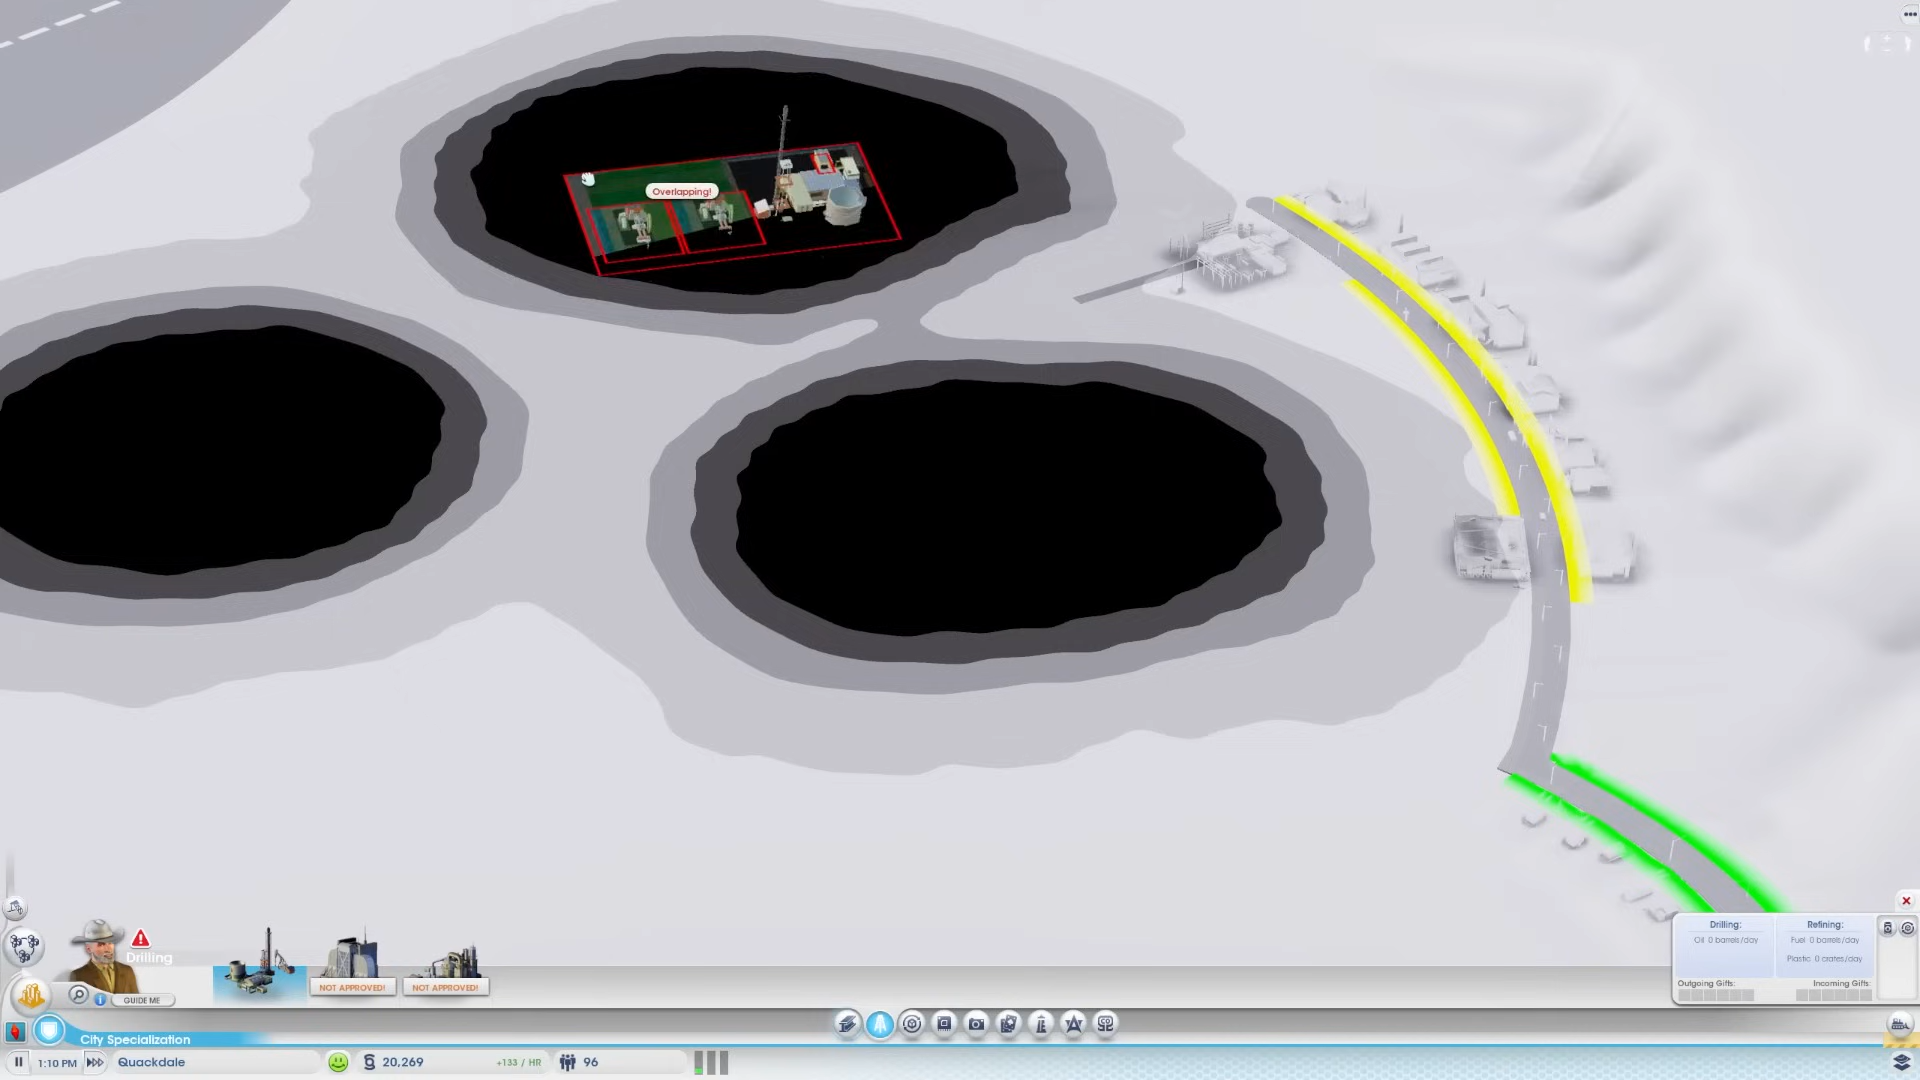 Overlapping!
Drilling
NOT APPROVED!
NOT APPROVED!
GUIDE ME
City Specialization
1:10 PM
Quackdale
20,269
+133 / HR
96
Drilling:
Oil 0 barrels/day
Refining:
Fuel 0 barrels/day
Plastic 0 crates/day
Outgoing Gifts:
Incoming Gifts: